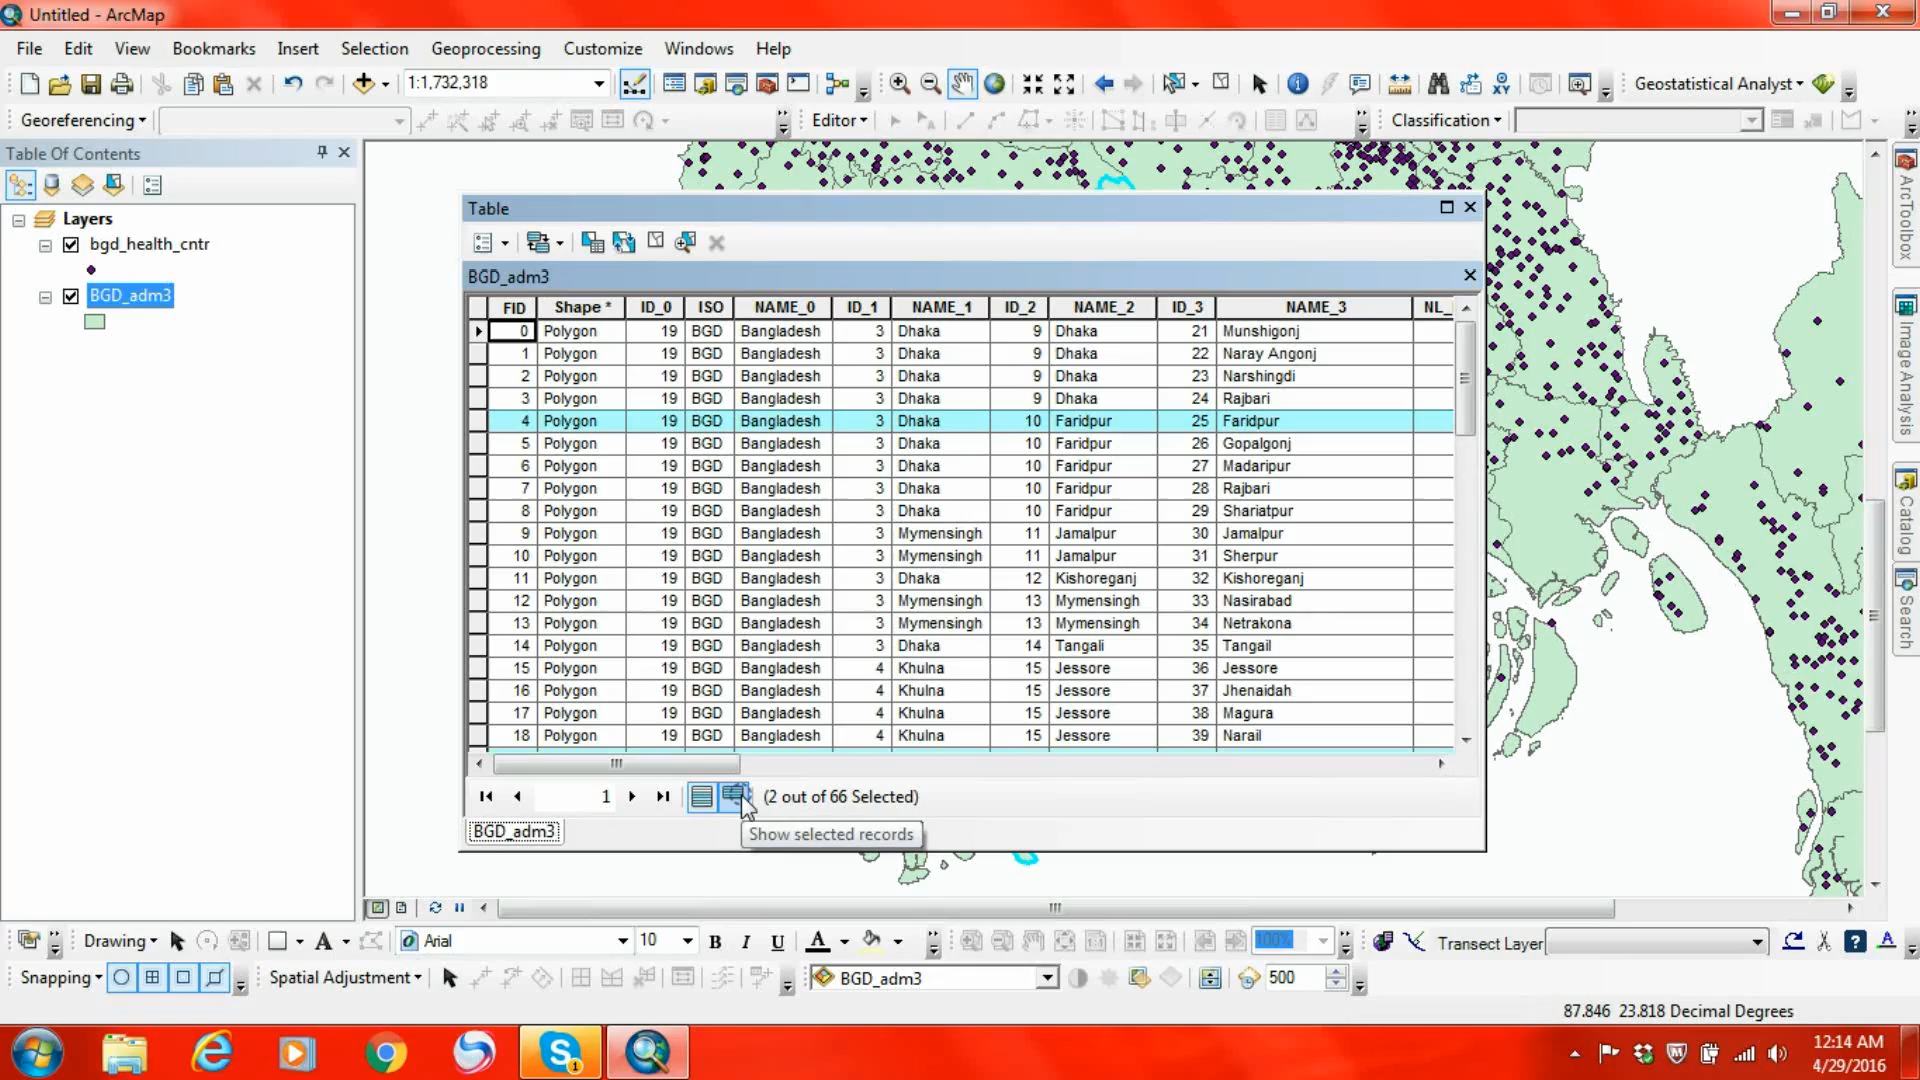 Untitled - ArcMap
File Edit View Bookmarks Insert Selection Geoprocessing Customize Windows Help
1:1,732,318 Geostatistical Analyst
Georeferencing Editor Classification
Table Of Contents
Layers
bgd_health_cntr
BGD_adm3
Table
BGD_adm3
FID Shape * ID_0 ISO NAME_0 ID_1 NAME_1 ID_2 NAME_2 ID_3 NAME_3 NL_
0 Polygon 19 BGD Bangladesh 3 Dhaka 9 Dhaka 21 Munshigonj
1 Polygon 19 BGD Bangladesh 3 Dhaka 9 Dhaka 22 Naray Angonj
2 Polygon 19 BGD Bangladesh 3 Dhaka 9 Dhaka 23 Narshingdi
3 Polygon 19 BGD Bangladesh 3 Dhaka 9 Dhaka 24 Rajbari
4 Polygon 19 BGD Bangladesh 3 Dhaka 10 Faridpur 25 Faridpur
5 Polygon 19 BGD Bangladesh 3 Dhaka 10 Faridpur 26 Gopalgonj
6 Polygon 19 BGD Bangladesh 3 Dhaka 10 Faridpur 27 Madaripur
7 Polygon 19 BGD Bangladesh 3 Dhaka 10 Faridpur 28 Rajbari
8 Polygon 19 BGD Bangladesh 3 Dhaka 10 Faridpur 29 Shariatpur
9 Polygon 19 BGD Bangladesh 3 Mymensingh 11 Jamalpur 30 Jamalpur
10 Polygon 19 BGD Bangladesh 3 Mymensingh 11 Jamalpur 31 Sherpur
11 Polygon 19 BGD Bangladesh 3 Dhaka 12 Kishoreganj 32 Kishoreganj
12 Polygon 19 BGD Bangladesh 3 Mymensingh 13 Mymensingh 33 Nasirabad
13 Polygon 19 BGD Bangladesh 3 Mymensingh 13 Mymensingh 34 Netrakona
14 Polygon 19 BGD Bangladesh 3 Dhaka 14 Tangali 35 Tangail
15 Polygon 19 BGD Bangladesh 4 Khulna 15 Jessore 36 Jessore
16 Polygon 19 BGD Bangladesh 4 Khulna 15 Jessore 37 Jhenaidah
17 Polygon 19 BGD Bangladesh 4 Khulna 15 Jessore 38 Magura
18 Polygon 19 BGD Bangladesh 4 Khulna 15 Jessore 39 Narail
1 (2 out of 66 Selected)
BGD_adm3
Show selected records
ArcToolbox
Image Analysis
Catalog
Search
Drawing A Arial 10 B I U A 100% Transect Layer
Snapping Spatial Adjustment BGD_adm3 500
87.846 23.818 Decimal Degrees
12:14 AM
4/29/2016